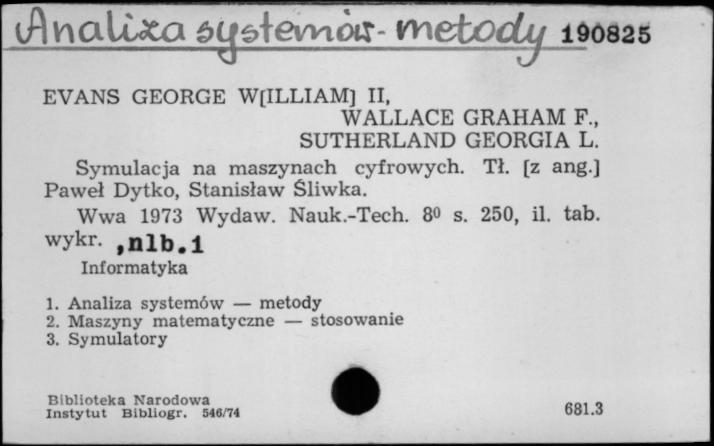 Analiza systemów - metody 190825
EVANS GEORGE W[ILLIAM] II,
WALLACE GRAHAM F.,
SUTHERLAND GEORGIA L.
Symulacja na maszynach cyfrowych. Tł. [z ang.]
Paweł Dytko, Stanisław Śliwka.
Wwa 1973 Wydaw. Nauk.-Tech. 8⁰ s. 250, il. tab.
wykr. ,nlb.1
Informatyka
1. Analiza systemów — metody
2. Maszyny matematyczne — stosowanie
3. Symulatory
Biblioteka Narodowa
Instytut Bibliogr. 546/74
681.3